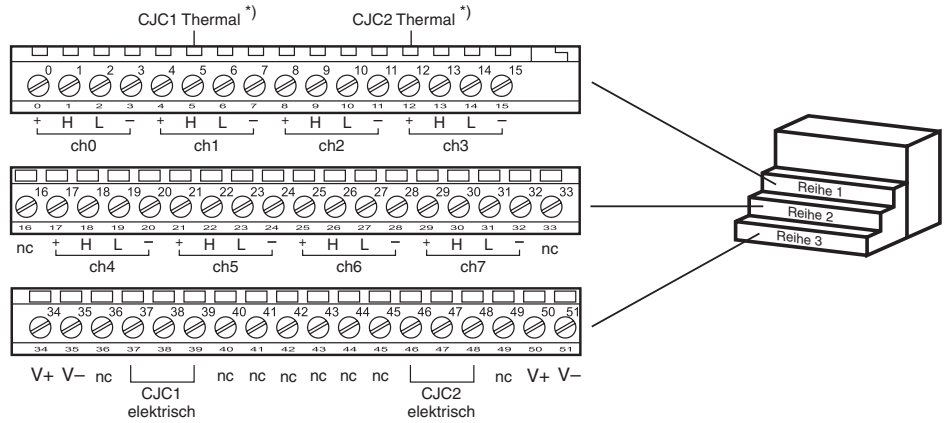 CJC1 Thermal *) CJC2 Thermal *)
0 1 2 3 4 5 6 7 8 9 10 11 12 13 14 15
0 1 2 3 4 5 6 7 8 9 10 11 12 13 14 15
+ H L − + H L − + H L − + H L −
ch0 ch1 ch2 ch3
16 17 18 19 20 21 22 23 24 25 26 27 28 29 30 31 32 33
16 17 18 19 20 21 22 23 24 25 26 27 28 29 30 31 32 33
nc + H L − + H L − + H L − + H L − nc
ch4 ch5 ch6 ch7
34 35 36 37 38 39 40 41 42 43 44 45 46 47 48 49 50 51
34 35 36 37 38 39 40 41 42 43 44 45 46 47 48 49 50 51
V+ V− nc nc nc nc nc nc nc nc V+ V−
CJC1 CJC2
elektrisch elektrisch
Reihe 1
Reihe 2
Reihe 3